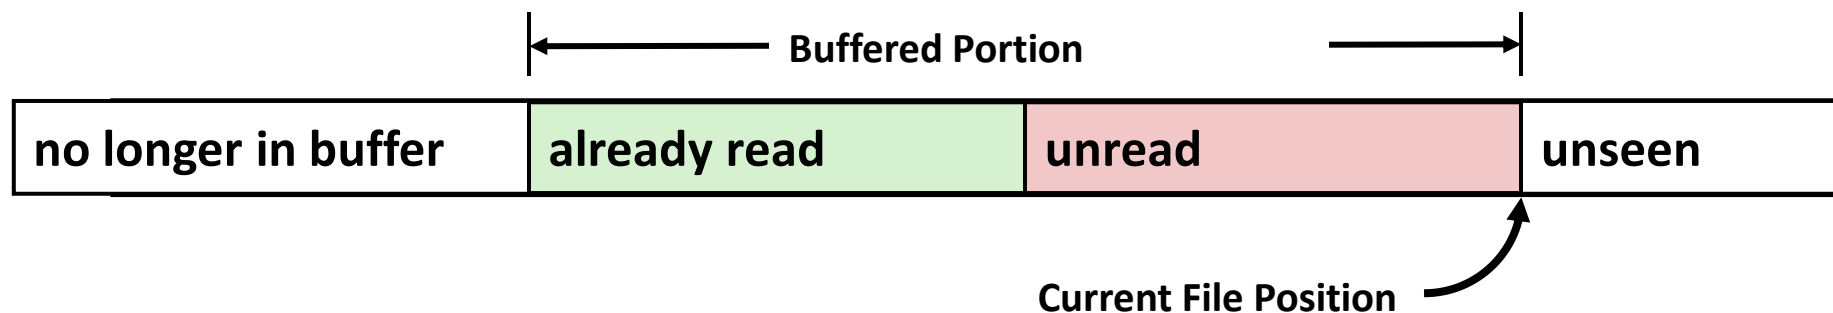 Buffered Portion
no longer in buffer
already read
unread
unseen
Current File Position